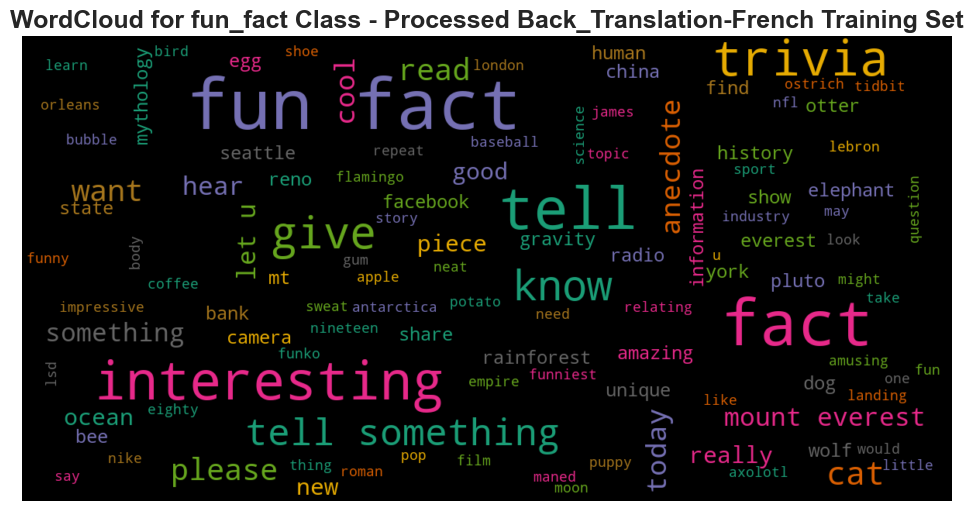 WordCloud for fun_fact Class - Processed Back_Translation-French Training Set
learn
bird
egg
shoe
cool
read
london
human
china
trivia
find
ostrich
tidbit
orleans
mythology
fun fact
science
james
anecdote
nfl
otter
bubble
seattle
repeat
baseball
topic
history
lebron
sport
want
hear
reno
flamingo
good
information
show
elephant
question
state
let u
facebook
story
tell
industry
may
give
piece
gravity
radio
everest
look
funny
body
gum
neat
u
york
pluto
might
coffee
mt
apple
know
take
impressive
bank
sweat
antarctica
potato
need
relating
fact
something
camera
nineteen
share
funko
rainforest
amazing
amusing
lsd
interesting
empire
funniest
unique
dog
one
fun
landing
ocean
eighty
like
mount everest
bee
tell something
today
really
wolf
would
nike
please
thing
pop
film
puppy
axolotl
little
say
new
roman
maned
moon
cat